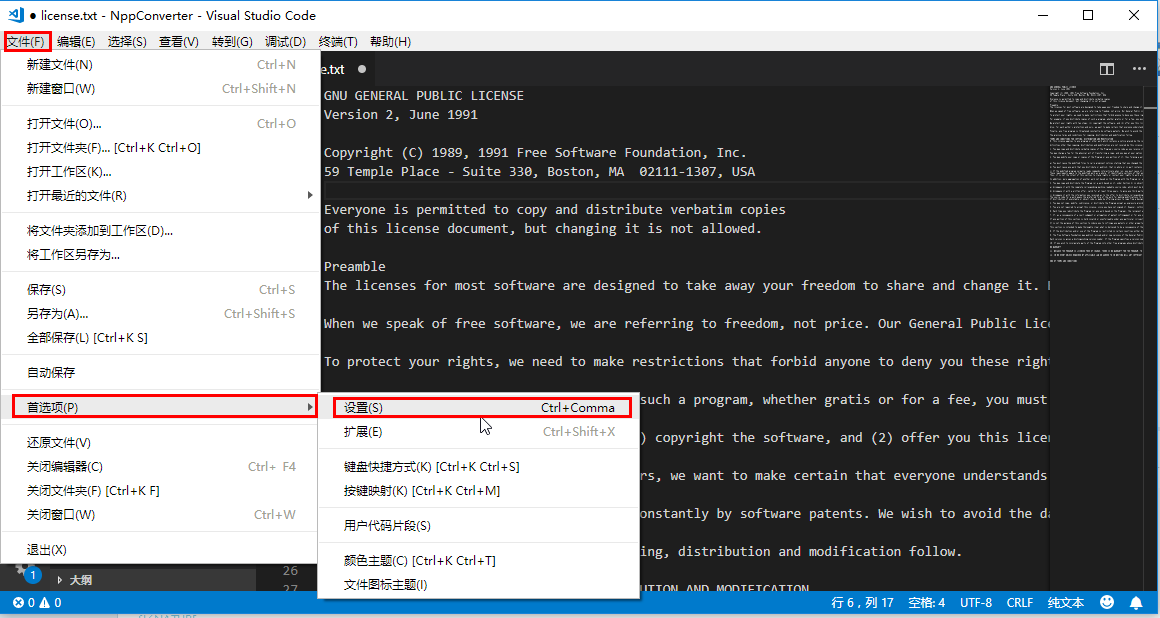 ● license.txt - NppConverter - Visual Studio Code
文件(F) 编辑(E) 选择(S) 查看(V) 转到(G) 调试(D) 终端(T) 帮助(H)
新建文件(N) Ctrl+N
新建窗口(W) Ctrl+Shift+N
打开文件(O)... Ctrl+O
打开文件夹(F)... [Ctrl+K Ctrl+O]
打开工作区(K)...
打开最近的文件(R)
将文件夹添加到工作区(D)...
将工作区另存为...
保存(S) Ctrl+S
另存为(A)... Ctrl+Shift+S
全部保存(L) [Ctrl+K S]
自动保存
首选项(P)
还原文件(V)
关闭编辑器(C) Ctrl+ F4
关闭文件夹(F) [Ctrl+K F]
关闭窗口(W) Ctrl+W
退出(X)
设置(S) Ctrl+Comma
扩展(E) Ctrl+Shift+X
键盘快捷方式(K) [Ctrl+K Ctrl+S]
按键映射(K) [Ctrl+K Ctrl+M]
用户代码片段(S)
颜色主题(C) [Ctrl+K Ctrl+T]
文件图标主题(I)
e.txt ●
GNU GENERAL PUBLIC LICENSE
Version 2, June 1991
Copyright (C) 1989, 1991 Free Software Foundation, Inc.
59 Temple Place - Suite 330, Boston, MA  02111-1307, USA
Everyone is permitted to copy and distribute verbatim copies
of this license document, but changing it is not allowed.
Preamble
The licenses for most software are designed to take away your freedom to share and change it.
When we speak of free software, we are referring to freedom, not price. Our General Public Lic
To protect your rights, we need to make restrictions that forbid anyone to deny you these righ
such a program, whether gratis or for a fee, you must
) copyright the software, and (2) offer you this lice
rs, we want to make certain that everyone understands
onstantly by software patents. We wish to avoid the da
ing, distribution and modification follow.
UTION AND MODIFICATION
26
27
1
大纲
0 0
行 6，列 17 空格: 4 UTF-8 CRLF 纯文本